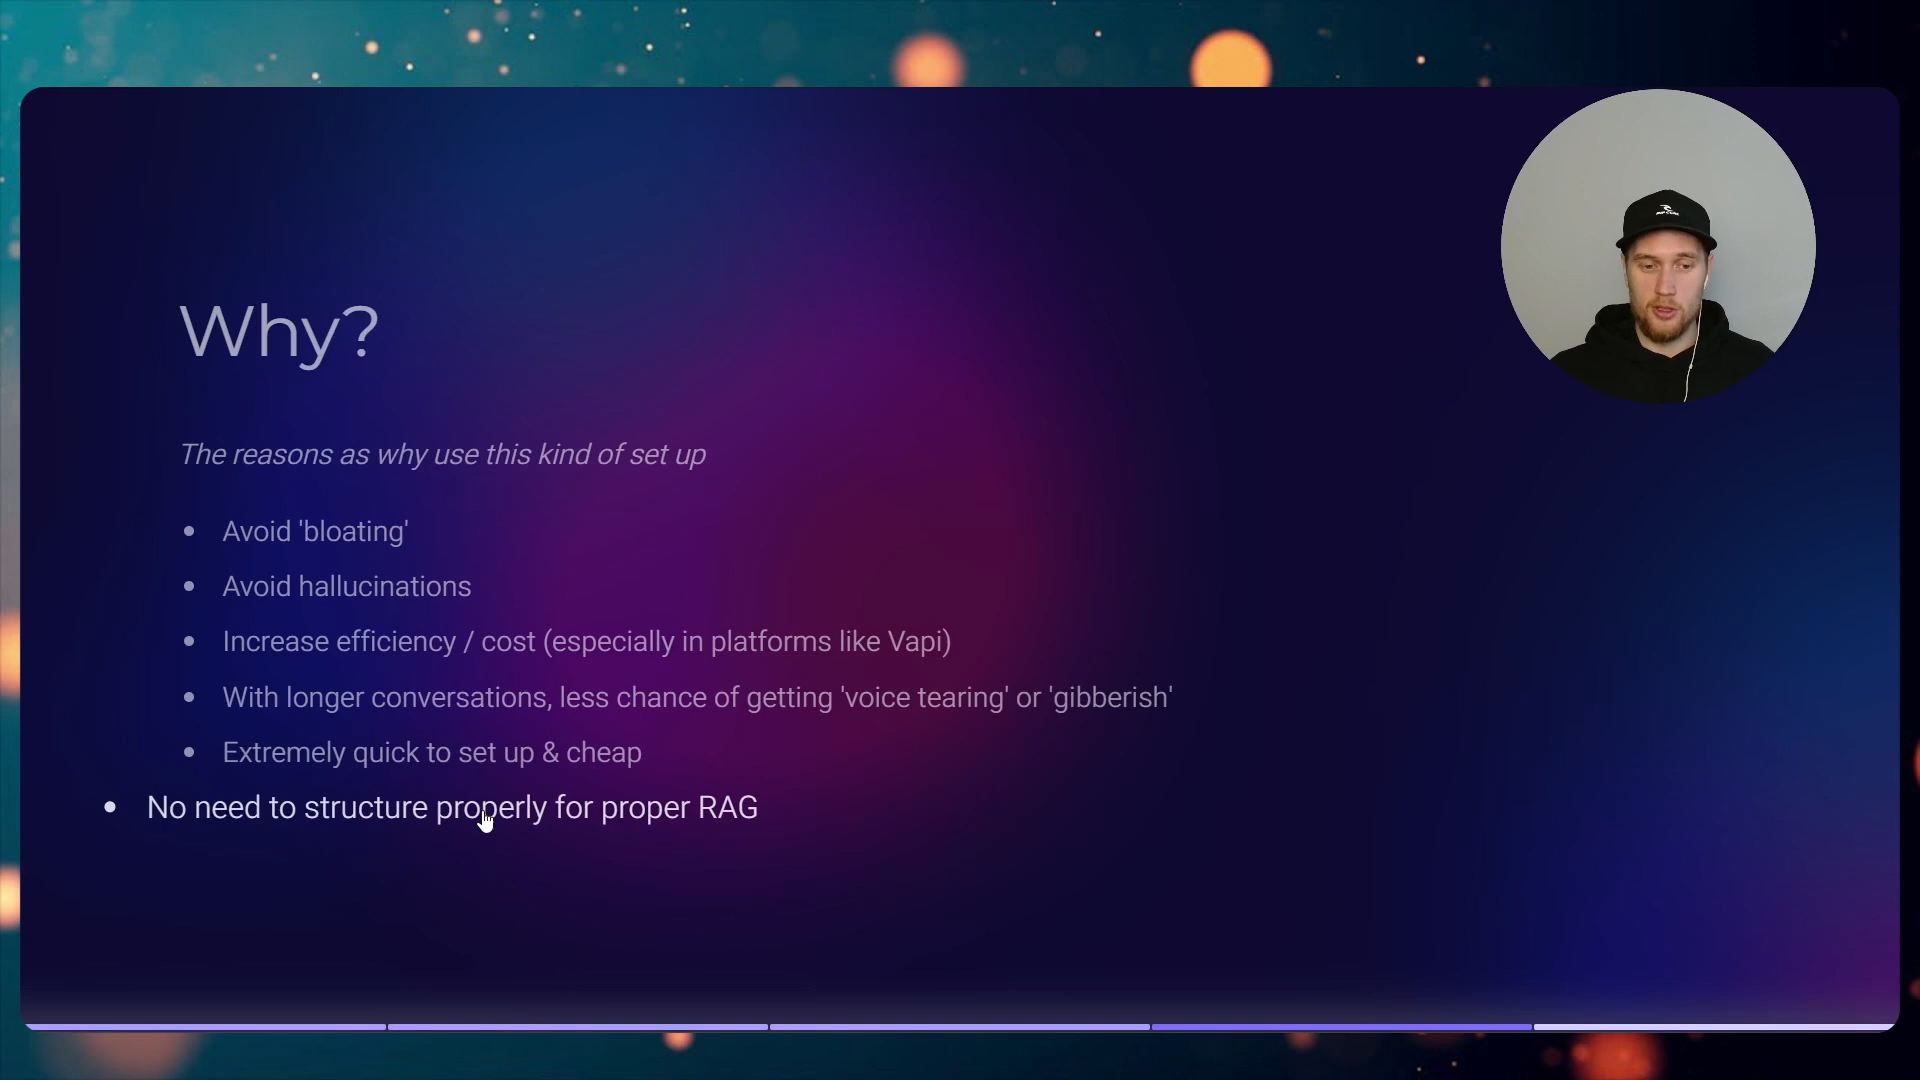 Why?
The reasons as why use this kind of set up
Avoid 'bloating'
Avoid hallucinations
Increase efficiency / cost (especially in platforms like Vapi)
With longer conversations, less chance of getting 'voice tearing' or 'gibberish'
Extremely quick to set up & cheap
No need to structure properly for proper RAG